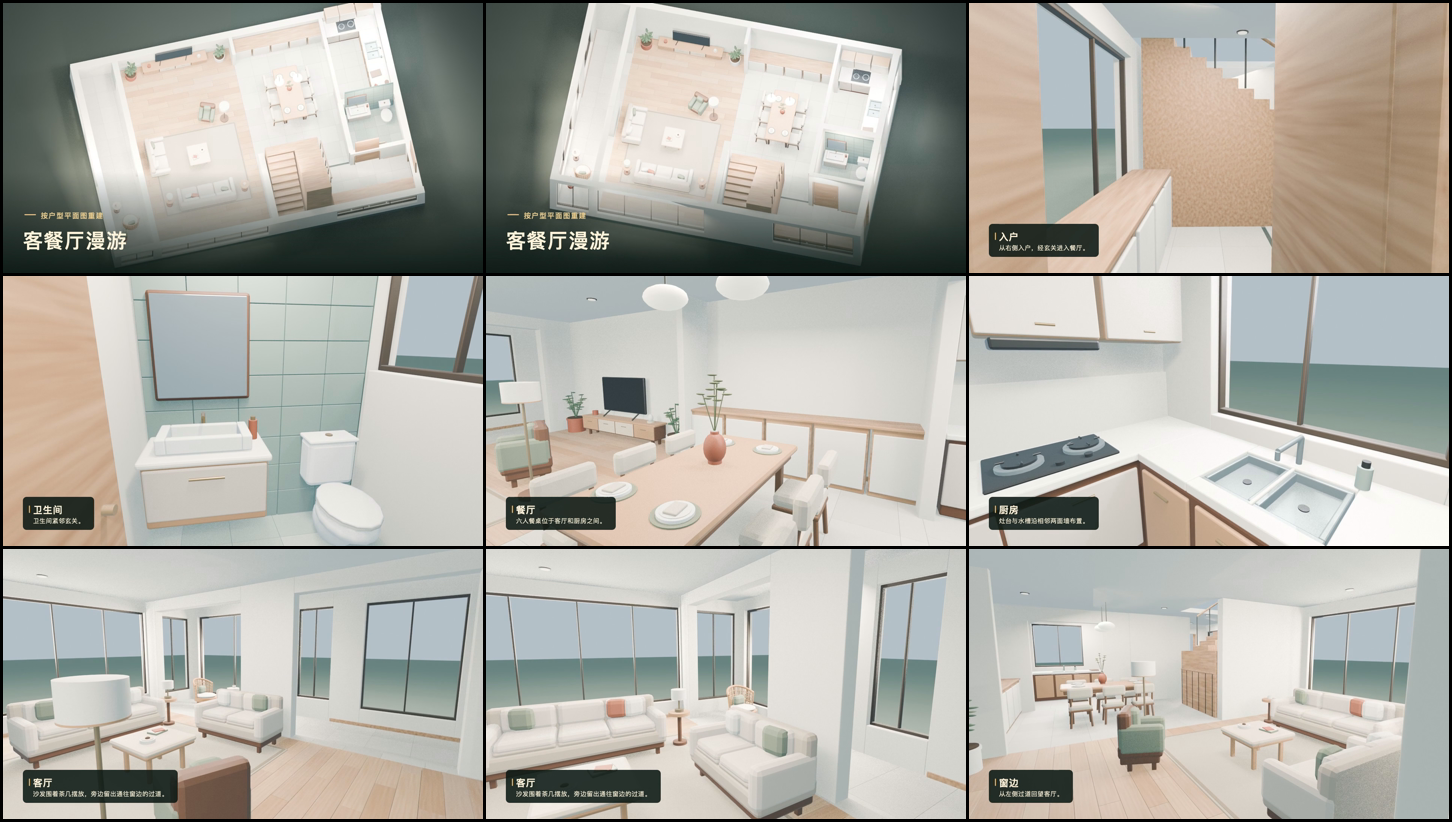 按户型平面图重建
客餐厅漫游
按户型平面图重建
客餐厅漫游
入户
从右侧入户，经玄关进入餐厅。
卫生间
卫生间紧邻玄关。
餐厅
六人餐桌位于客厅和厨房之间。
厨房
灶台与水槽沿相邻两面墙布置。
客厅
沙发围着茶几摆放，旁边留出通往窗边的过道。
客厅
沙发围着茶几摆放，旁边留出通往窗边的过道。
窗边
从左侧过道回望客厅。